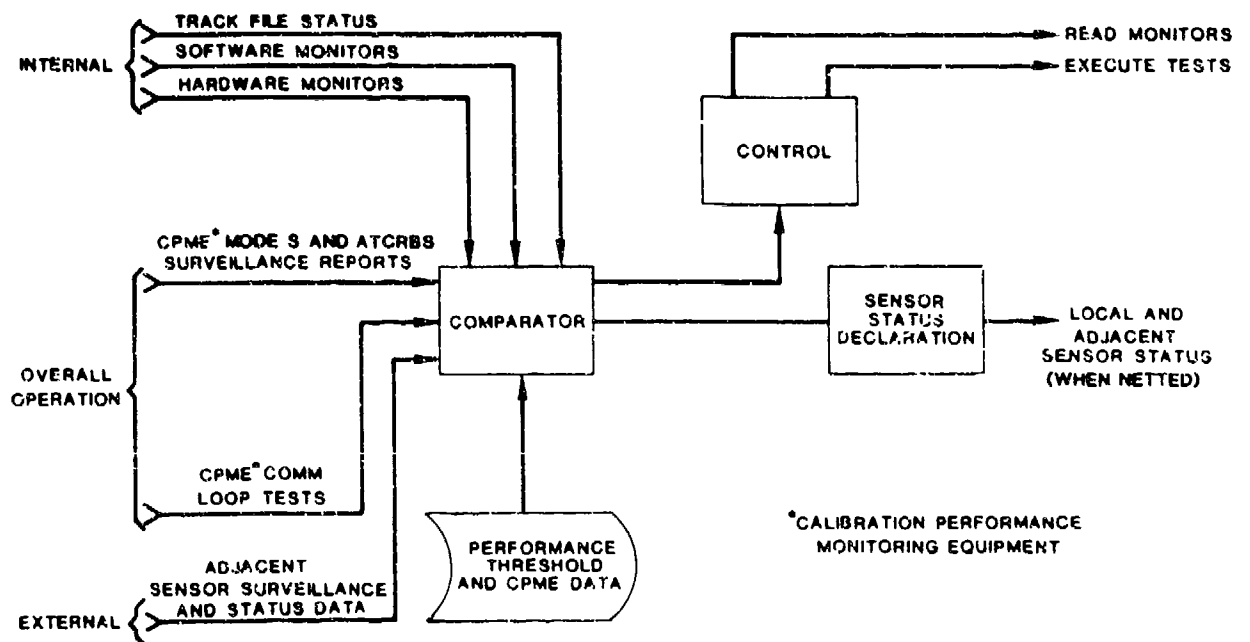 TRACK FILE STATUS
SOFTWARE MONITORS
INTERNAL
HARDWARE MONITORS
READ MONITORS
EXECUTE TESTS
CONTROL
CPME* MODE S AND ATCRBS
SURVEILLANCE REPORTS
COMPARATOR
SENSOR
STATUS
DECLARATION
LOCAL AND
ADJACENT
SENSOR STATUS
(WHEN NETTED)
OVERALL
OPERATION
CPME* COMM
LOOP TESTS
PERFORMANCE
THRESHOLD
AND CPME DATA
*CALIBRATION PERFORMANCE
MONITORING EQUIPMENT
ADJACENT
SENSOR SURVEILLANCE
AND STATUS DATA
EXTERNAL